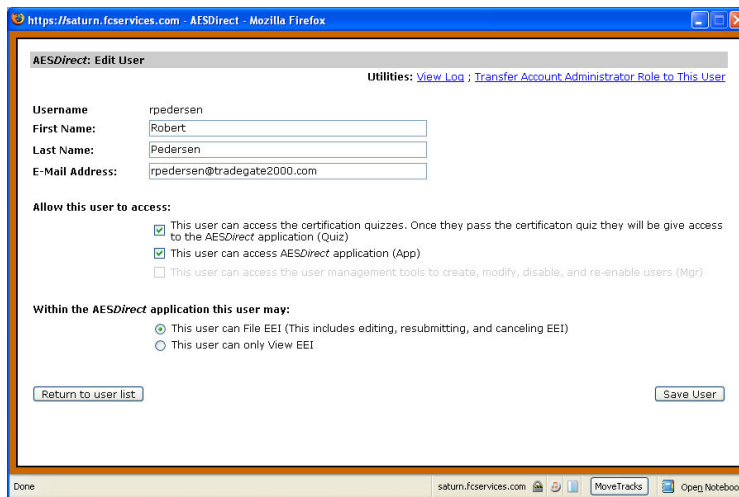 https://saturn.fcservices.com - AESDirect - Mozilla Firefox
AESDirect: Edit User
Utilities: View Log ; Transfer Account Administrator Role to This User
Username rpedersen
First Name: Robert
Last Name: Pedersen
E-Mail Address: rpedersen@tradegate2000.com
Allow this user to access:
This user can access the certification quizzes. Once they pass the certificaton quiz they will be give access
to the AESDirect application (Quiz)
This user can access AESDirect application (App)
This user can access the user management tools to create, modify, disable, and re-enable users (Mgr)
Within the AESDirect application this user may:
This user can File EEI (This includes editing, resubmitting, and canceling EEI)
This user can only View EEI
Return to user list Save User
Done saturn.fcservices.com MoveTracks Open Noteboo